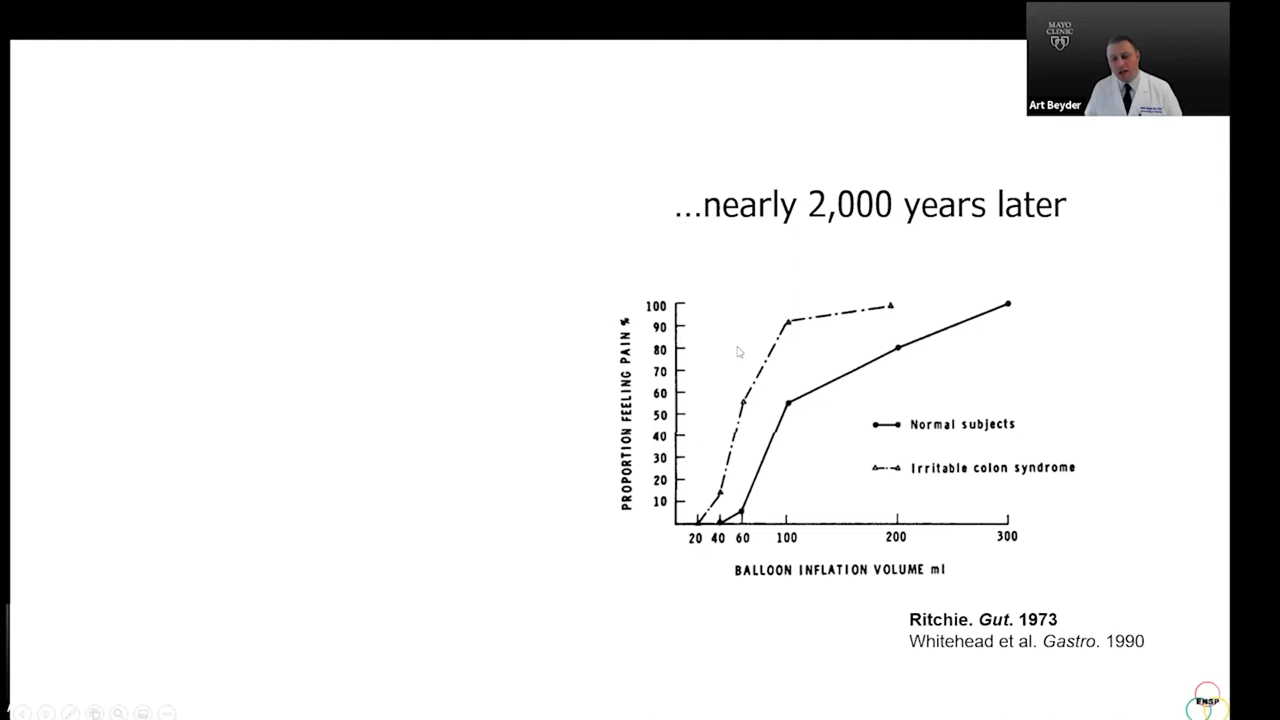 MAYO
CLINIC
Art Beyder
...nearly 2,000 years later
PROPORTION FEELING PAIN %
100
90
80
70
60
50
40
30
20
10
20 40 60 100 200 300
BALLOON INFLATION VOLUME ml
Normal subjects
Irritable colon syndrome
Ritchie. Gut. 1973
Whitehead et al. Gastro. 1990
ENSP